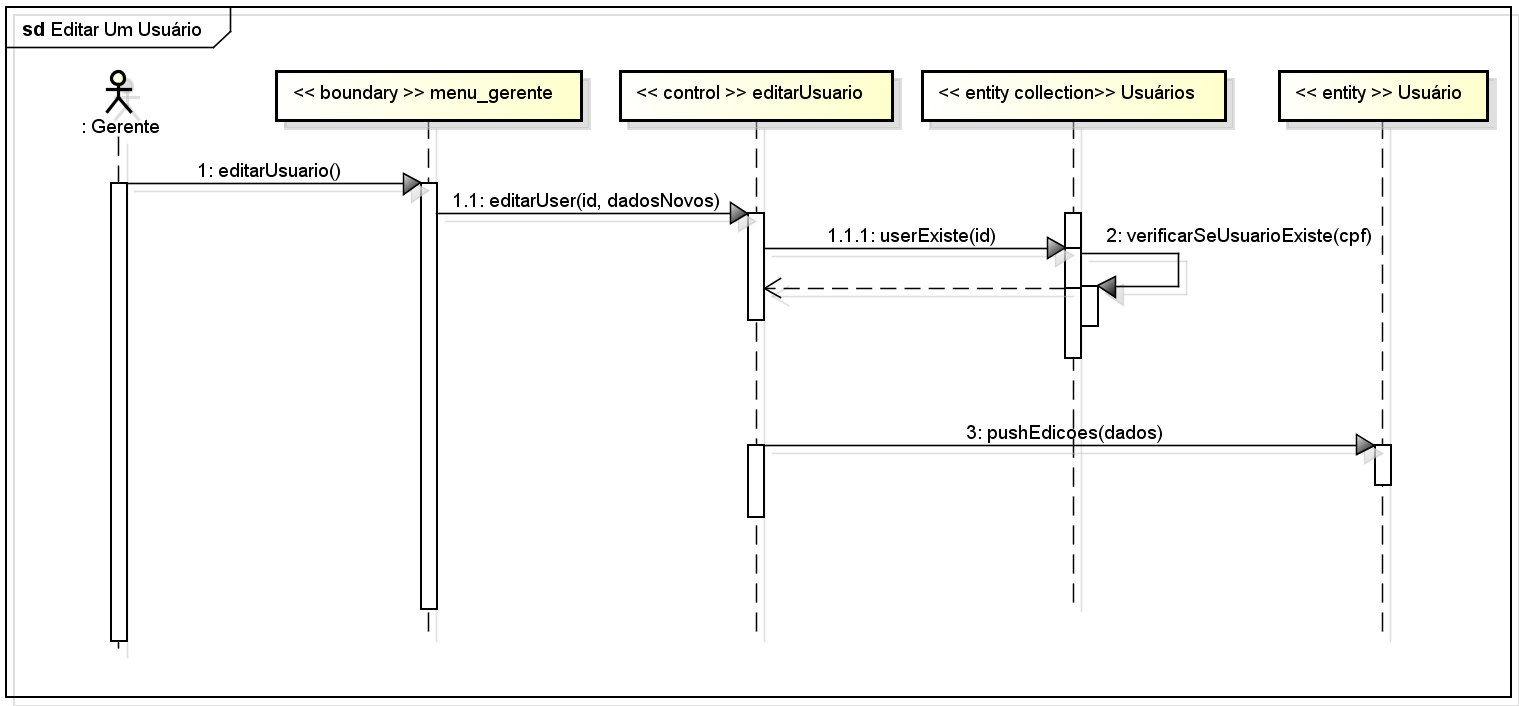 sd Editar Um Usuário
: Gerente
<< boundary >> menu_gerente
<< control >> editarUsuario
<< entity collection>> Usuários
<< entity >> Usuário
1: editarUsuario()
1.1: editarUser(id, dadosNovos)
1.1.1: userExiste(id)
2: verificarSeUsuarioExiste(cpf)
3: pushEdicoes(dados)